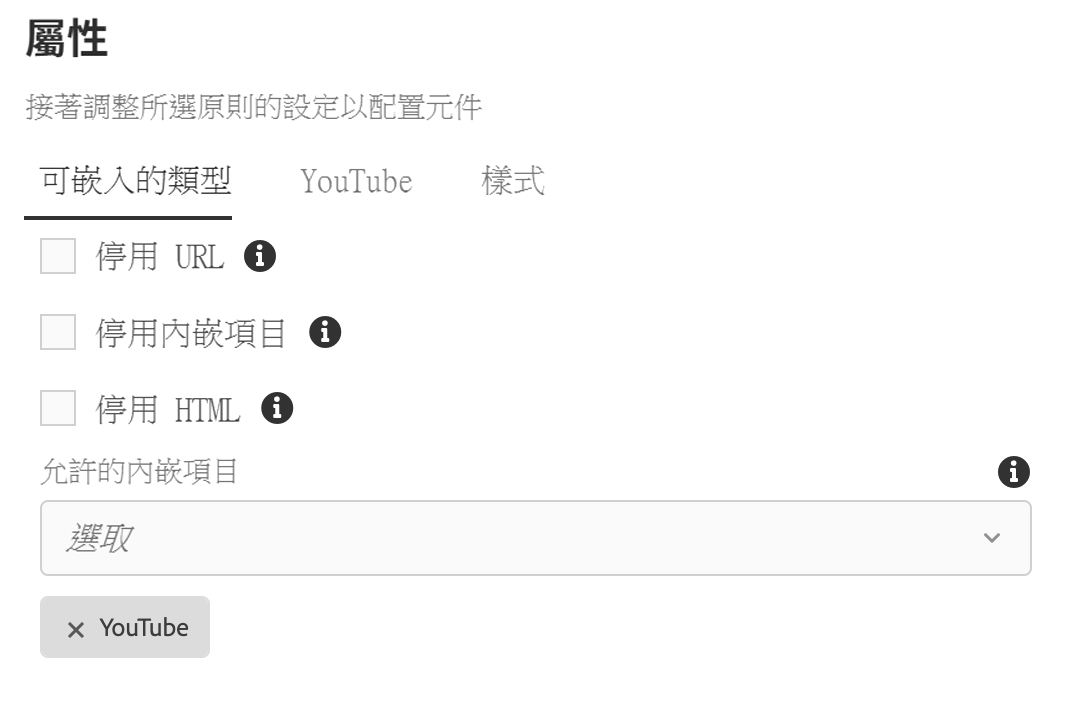 屬性
接著調整所選原則的設定以配置元件
可嵌入的類型 YouTube 樣式
停用 URL
停用內嵌項目
停用 HTML
允許的內嵌項目
選取
YouTube